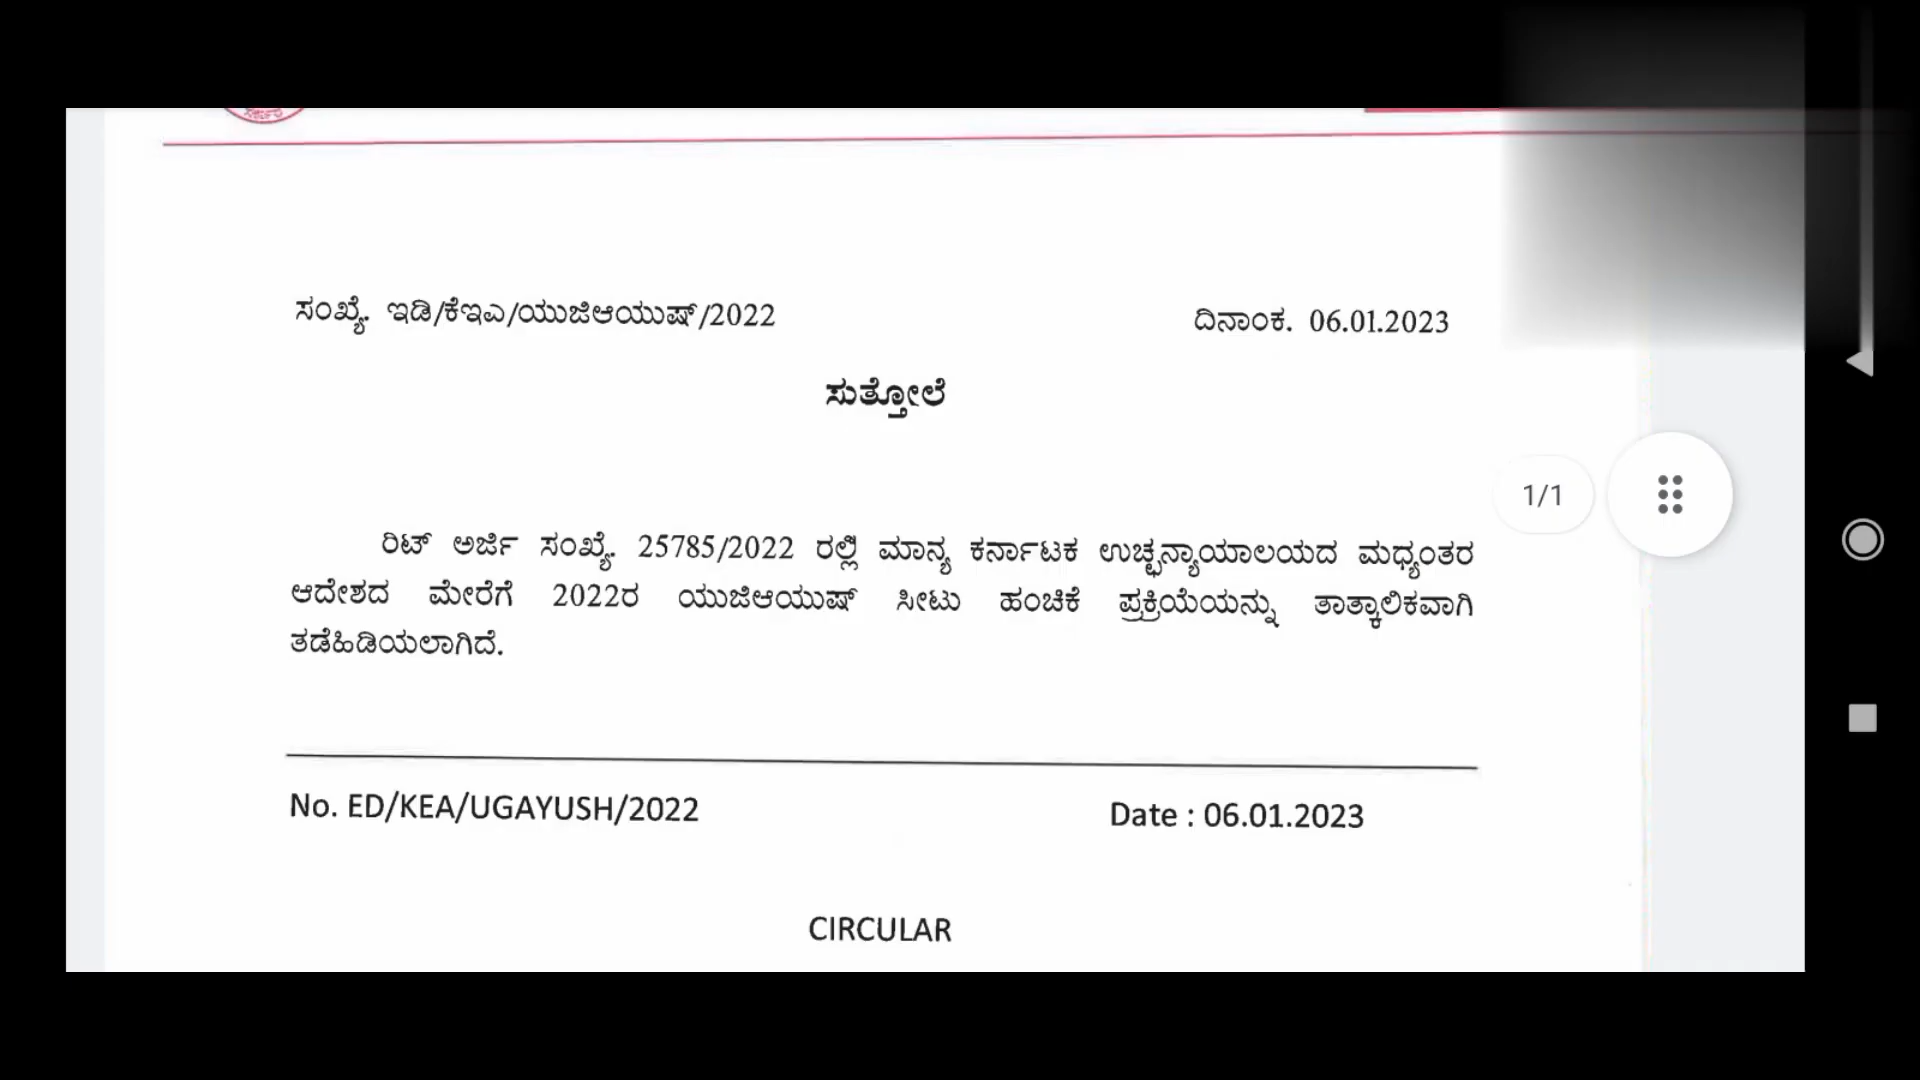 ಸರ್ಕಾರ
ಸಂಖ್ಯೆ. ಇಡಿ/ಕೆಇಎ/ಯುಜಿಆಯುಷ್/2022 ದಿನಾಂಕ. 06.01.2023
ಸುತ್ತೋಲೆ
1/1
ರಿಟ್ ಅರ್ಜಿ ಸಂಖ್ಯೆ. 25785/2022 ರಲ್ಲಿ ಮಾನ್ಯ ಕರ್ನಾಟಕ ಉಚ್ಛನ್ಯಾಯಾಲಯದ ಮಧ್ಯಂತರ
ಆದೇಶದ ಮೇರೆಗೆ 2022ರ ಯುಜಿಆಯುಷ್ ಸೀಟು ಹಂಚಿಕೆ ಪ್ರಕ್ರಿಯೆಯನ್ನು ತಾತ್ಕಾಲಿಕವಾಗಿ
ತಡೆಹಿಡಿಯಲಾಗಿದೆ.
No. ED/KEA/UGAYUSH/2022 Date : 06.01.2023
CIRCULAR